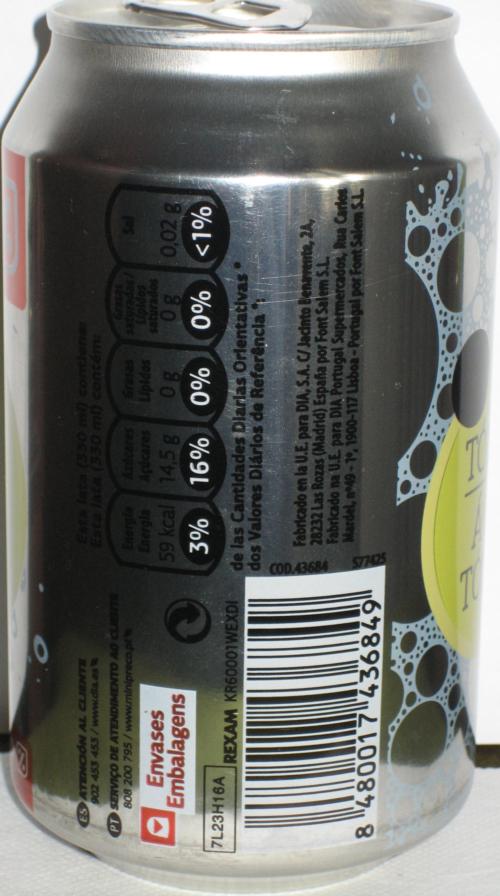 Esta lata (330 ml) contiene:
Esta lata (330 ml) contém:
Energía
Energia
59 kcal
3%
Azúcares
Açúcares
14,5 g
16%
Grasas
Lípidos
0 g
0%
Grasas
saturadas/
Lípidos
saturados
0 g
0%
Sal
0,02 g
<1%
de las Cantidades Diarias Orientativas*
dos Valores Diários de Referência*:
Fabricado en la U.E. para DIA, S.A. C/ Jacinto Benavente, 2A,
28232 Las Rozas (Madrid) España por Font Salem S.L.
Fabricado na U.E. para DIA Portugal Supermercados, Rua Carlos
Mardel, nº49 - 1º, 1900-117 Lisboa - Portugal por Font Salem S.L.
COD.43684 577425
ES ATENCIÓN AL CLIENTE
902 453 453 / www.dia.es
PT SERVIÇO DE ATENDIMENTO AO CLIENTE
808 200 795 / www.minipreco.pt
Envases
Embalagens
7L23H16A
REXAM KR60001WEXDI
8 480017 436849